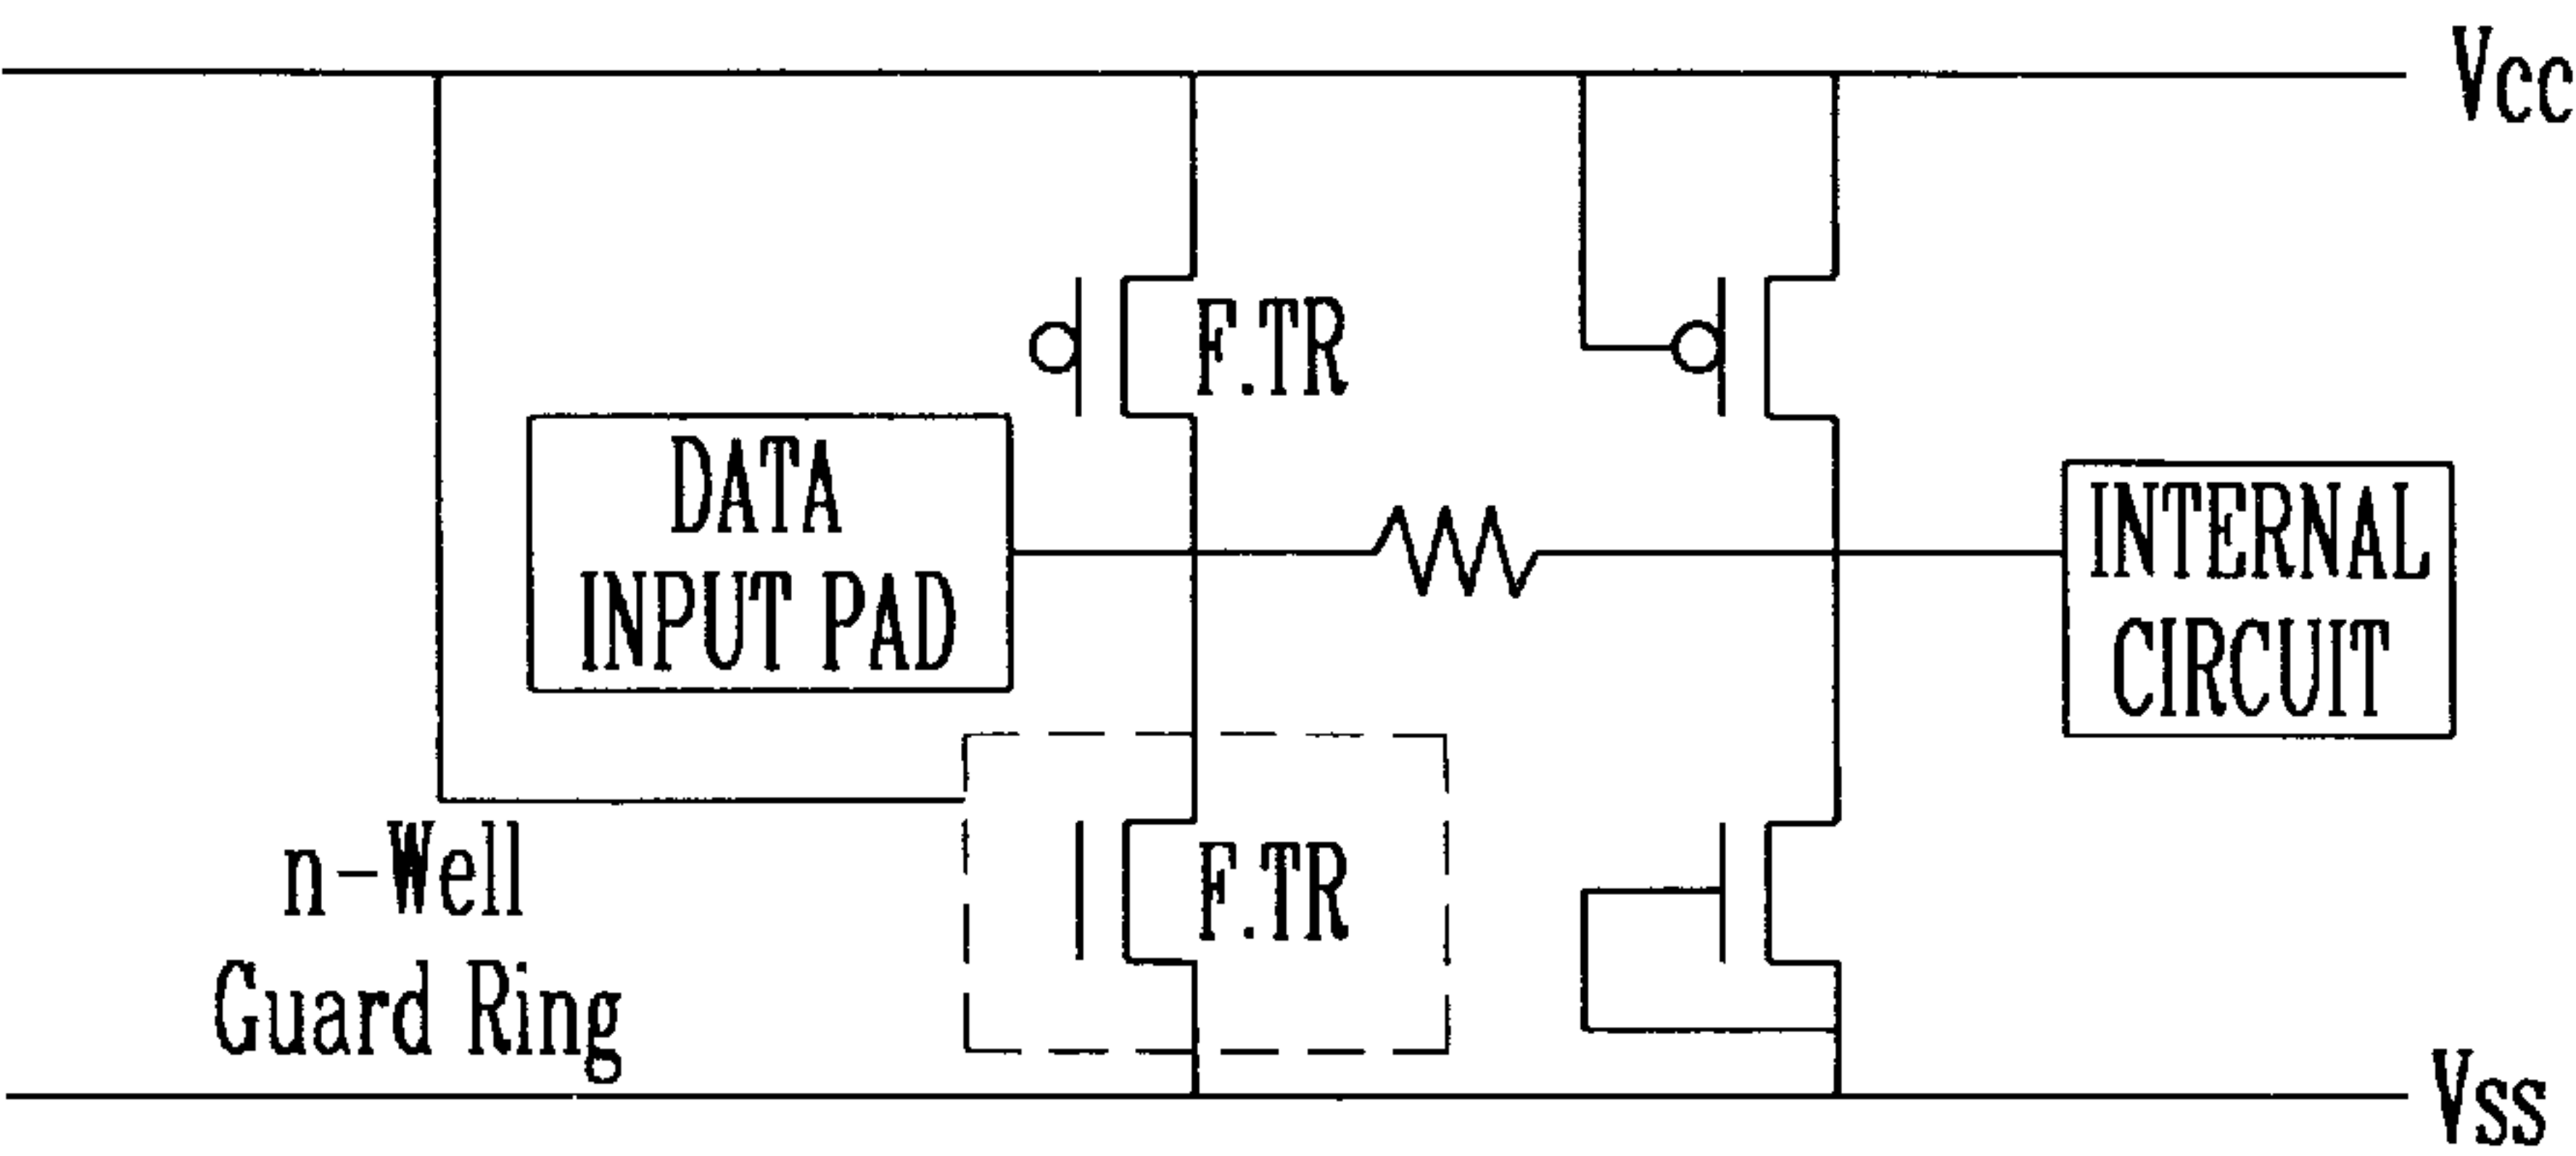 Vcc
F.TR
DATA
INPUT PAD
INTERNAL
CIRCUIT
n-Well
Guard Ring
F.TR
Vss